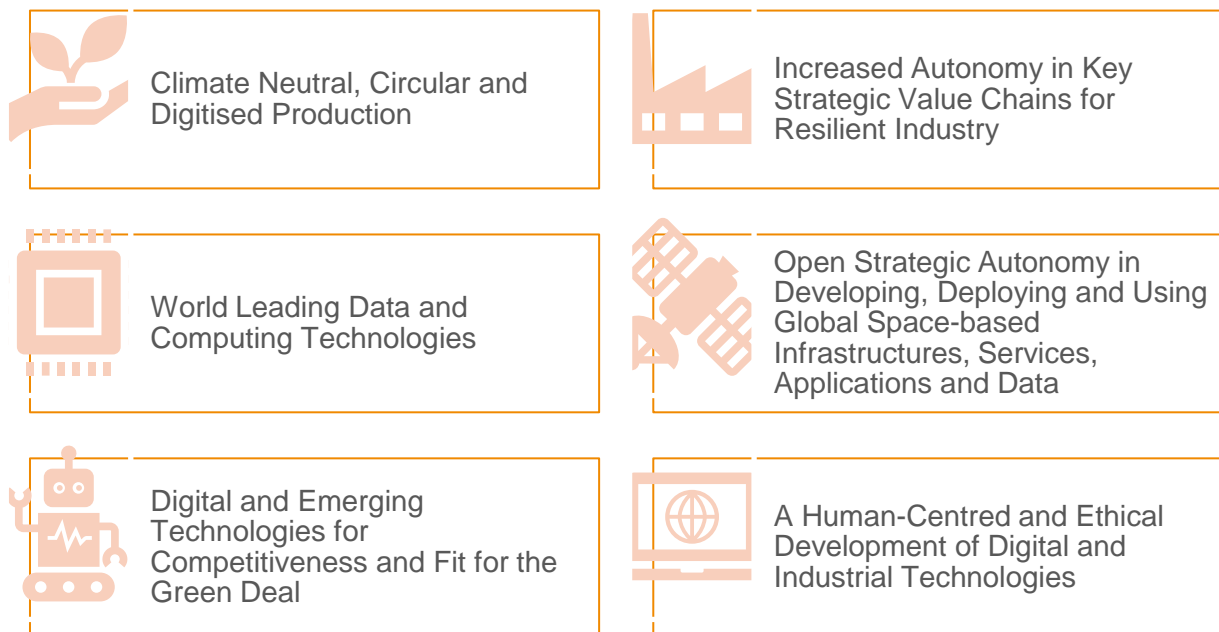 Climate Neutral, Circular and
Digitised Production
Increased Autonomy in Key
Strategic Value Chains for
Resilient Industry
World Leading Data and
Computing Technologies
Open Strategic Autonomy in
Developing, Deploying and Using
Global Space-based
Infrastructures, Services,
Applications and Data
Digital and Emerging
Technologies for
Competitiveness and Fit for the
Green Deal
A Human-Centred and Ethical
Development of Digital and
Industrial Technologies